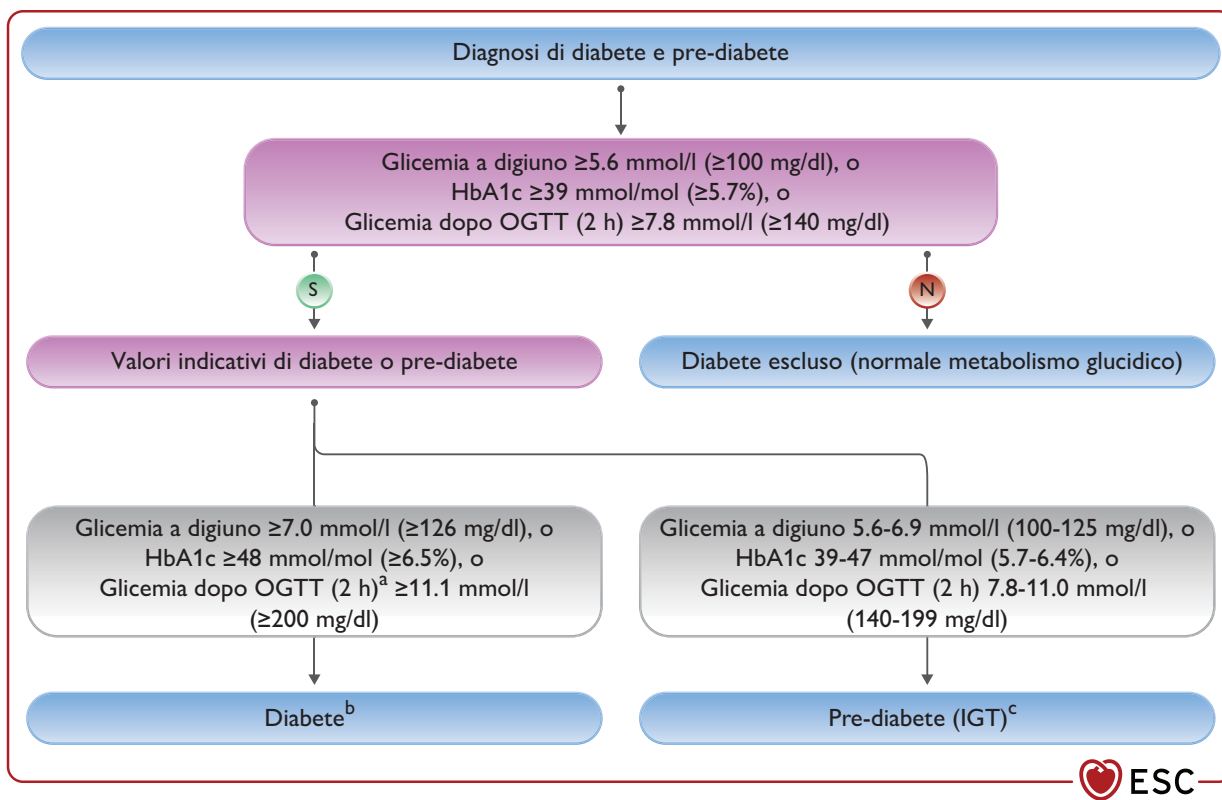 Diagnosi di diabete e pre-diabete
Glicemia a digiuno ≥5.6 mmol/l (≥100 mg/dl), o
HbA1c ≥39 mmol/mol (≥5.7%), o
Glicemia dopo OGTT (2 h) ≥7.8 mmol/l (≥140 mg/dl)
S
N
Valori indicativi di diabete o pre-diabete
Diabete escluso (normale metabolismo glucidico)
Glicemia a digiuno ≥7.0 mmol/l (≥126 mg/dl), o
HbA1c ≥48 mmol/mol (≥6.5%), o
Glicemia dopo OGTT (2 h)a ≥11.1 mmol/l
(≥200 mg/dl)
Glicemia a digiuno 5.6-6.9 mmol/l (100-125 mg/dl), o
HbA1c 39-47 mmol/mol (5.7-6.4%), o
Glicemia dopo OGTT (2 h) 7.8-11.0 mmol/l
(140-199 mg/dl)
Diabeteb
Pre-diabete (IGT)c
ESC